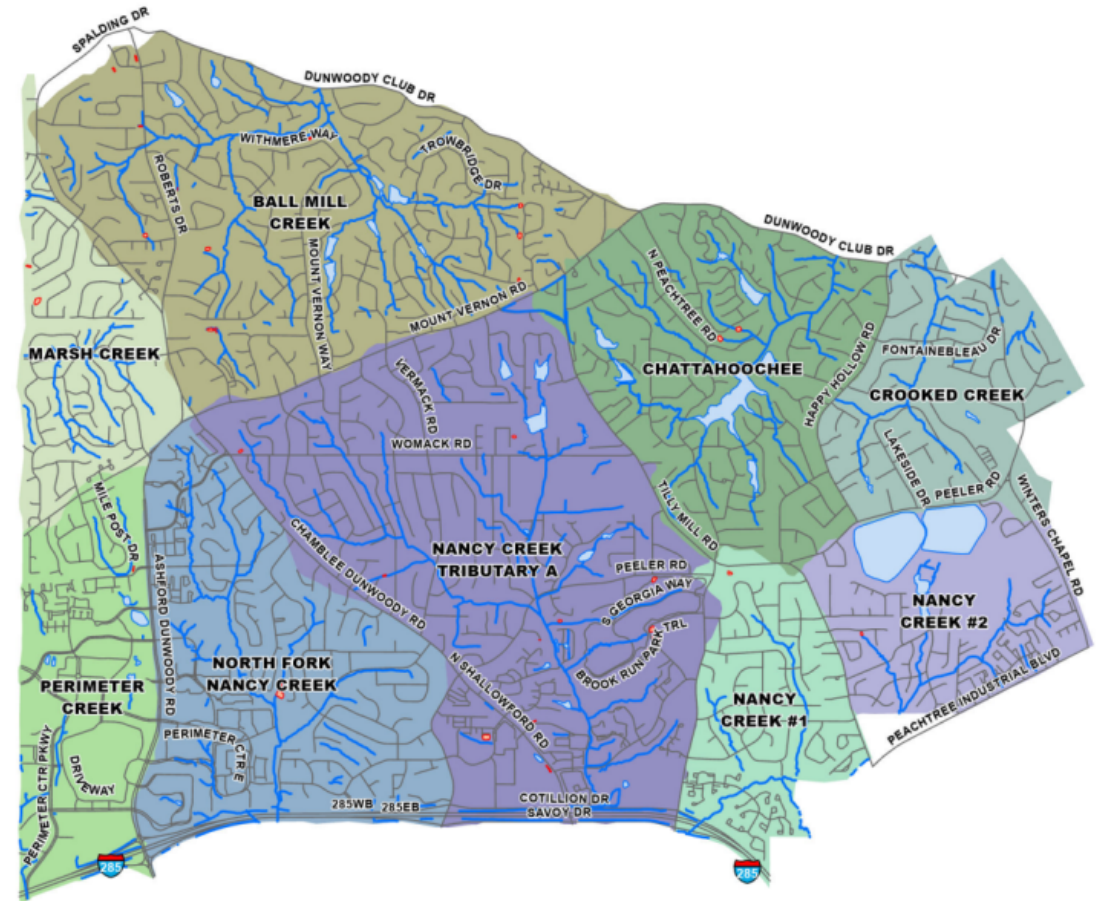 SPALDING DR
DUNWOODY CLUB DR
WITHMERE WAY
TROWBRIDGE DR
ROBERTS DR
BALL MILL
CREEK
MOUNT VERNON WAY
DUNWOODY CLUB DR
N PEACHTREE RD
MOUNT VERNON RD
MARSH CREEK
VERMACK RD
CHATTAHOOCHEE
HAPPY HOLLOW RD
FONTAINEBLEAU DR
CROOKED CREEK
WOMACK RD
LAKESIDE DR
PEELER RD
MILE POST DR
TILLY MILL RD
WINTERS CHAPEL RD
CHAMBLEE DUNWOODY RD
NANCY CREEK
TRIBUTARY A
PEELER RD
S GEORGIA WAY
ASHFORD DUNWOODY RD
NANCY
CREEK #2
BROOK RUN PARK TRL
NORTH FORK
NANCY CREEK
PERIMETER
CREEK
N SHALLOWFORD RD
NANCY
CREEK #1
PEACHTREE INDUSTRIAL BLVD
PERIMETER CTR E
DRIVEWAY
PERIMETER CTR PKWY
285WB 285EB
COTILLION DR
SAVOY DR
285
285